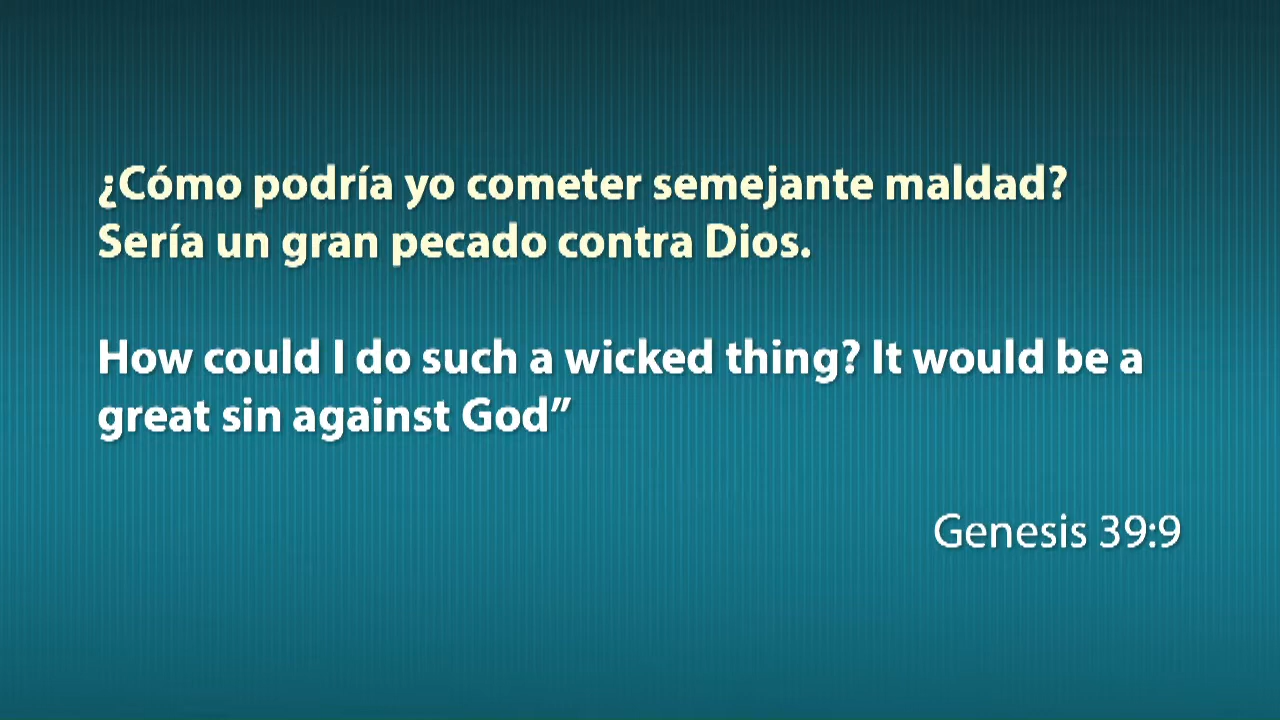 ¿Cómo podría yo cometer semejante maldad?
Sería un gran pecado contra Dios.
How could I do such a wicked thing? It would be a
great sin against God”
Genesis 39:9